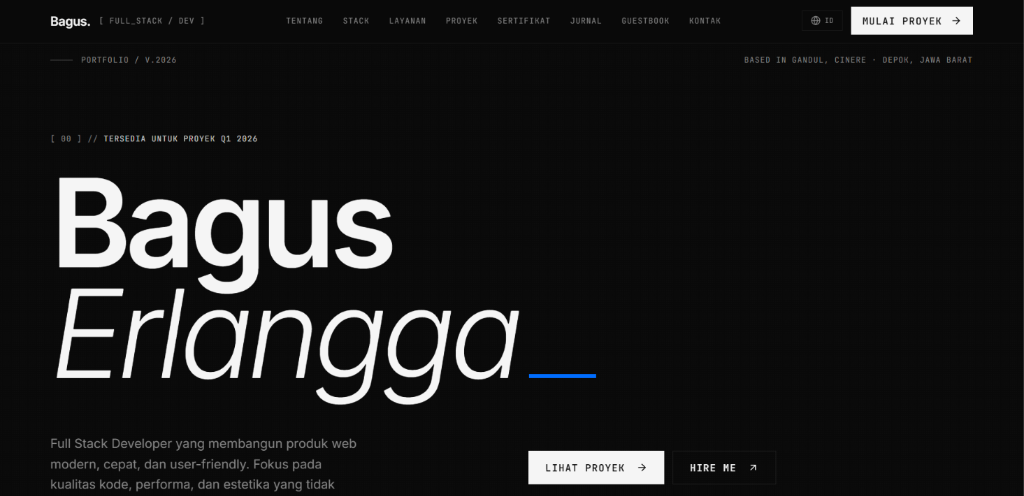 Bagus. [ FULL_STACK / DEV ] TENTANG STACK LAYANAN PROYEK SERTIFIKAT JURNAL GUESTBOOK KONTAK ID MULAI PROYEK →
PORTFOLIO / V.2026 BASED IN GANDUL, CINERE · DEPOK, JAWA BARAT
[ 00 ] // TERSEDIA UNTUK PROYEK Q1 2026
Bagus
Erlangga_
Full Stack Developer yang membangun produk web
modern, cepat, dan user-friendly. Fokus pada
kualitas kode, performa, dan estetika yang tidak
LIHAT PROYEK → HIRE ME ↗